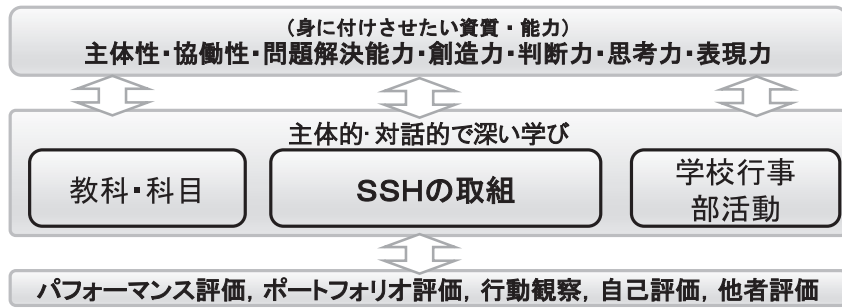 (身に付けさせたい資質・能力)
主体性・協働性・問題解決能力・創造力・判断力・思考力・表現力
主体的・対話的で深い学び
教科・科目
SSHの取組
学校行事
部活動
パフォーマンス評価, ポートフォリオ評価, 行動観察, 自己評価, 他者評価